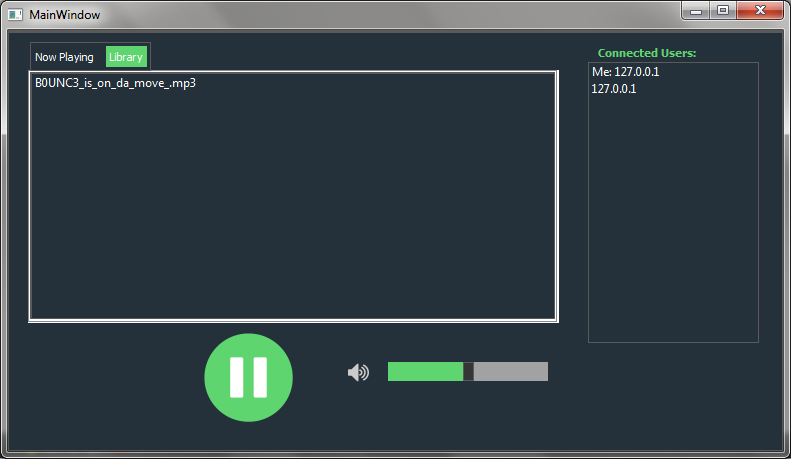 MainWindow
Now Playing Library
B0UNC3_is_on_da_move_.mp3
Connected Users:
Me: 127.0.0.1
127.0.0.1